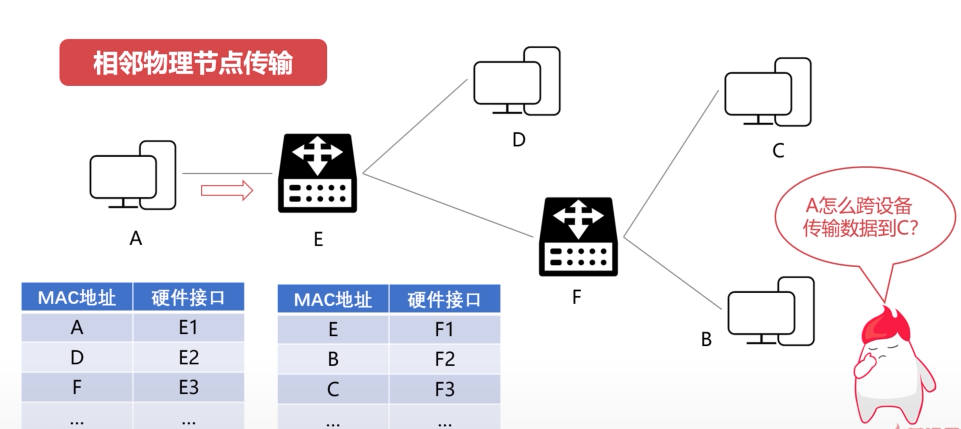 相邻物理节点传输
D
C
A
E
F
B
A怎么跨设备
传输数据到C?
MAC地址 硬件接口
A E1
D E2
F E3
... ...
MAC地址 硬件接口
E F1
B F2
C F3
... ...